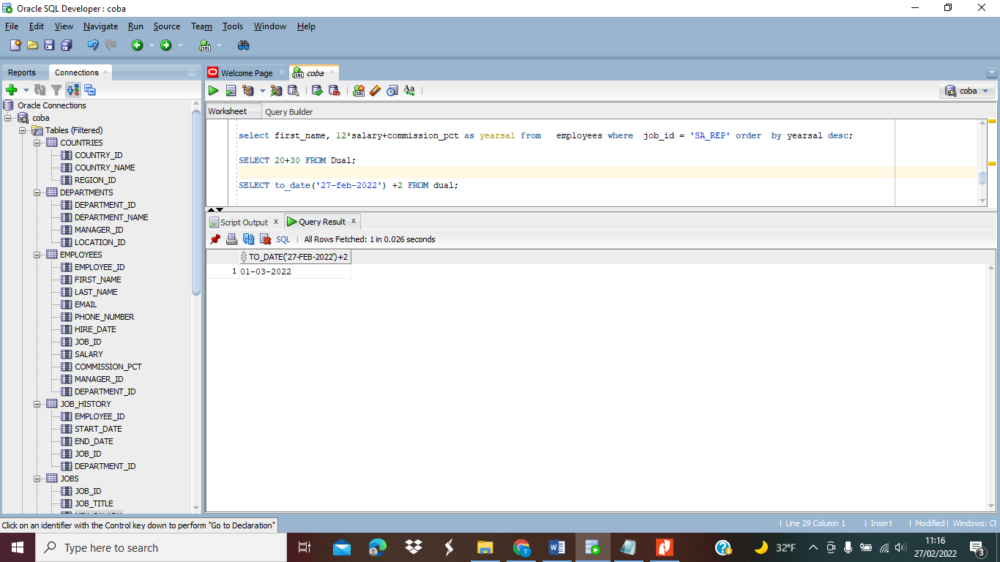 Oracle SQL Developer : coba
File Edit View Navigate Run Source Team Tools Window Help
Reports Connections
Welcome Page coba
coba
Worksheet Query Builder
Oracle Connections
coba
Tables (Filtered)
COUNTRIES
COUNTRY_ID
COUNTRY_NAME
REGION_ID
DEPARTMENTS
DEPARTMENT_ID
DEPARTMENT_NAME
MANAGER_ID
LOCATION_ID
EMPLOYEES
EMPLOYEE_ID
FIRST_NAME
LAST_NAME
EMAIL
PHONE_NUMBER
HIRE_DATE
JOB_ID
SALARY
COMMISSION_PCT
MANAGER_ID
DEPARTMENT_ID
JOB_HISTORY
EMPLOYEE_ID
START_DATE
END_DATE
JOB_ID
DEPARTMENT_ID
JOBS
JOB_ID
JOB_TITLE
select first_name, 12*salary+commission_pct as yearsal from employees where job_id = 'SA_REP' order by yearsal desc;
SELECT 20+30 FROM Dual;
SELECT to_date('27-feb-2022') +2 FROM dual;
Script Output x Query Result x
SQL | All Rows Fetched: 1 in 0.026 seconds
TO_DATE('27-FEB-2022')+2
1 01-03-2022
Click on an identifier with the Control key down to perform "Go to Declaration"
| Line 29 Column 1 | Insert | Modified | Windows: CF
Type here to search
32°F
11:16
27/02/2022
3